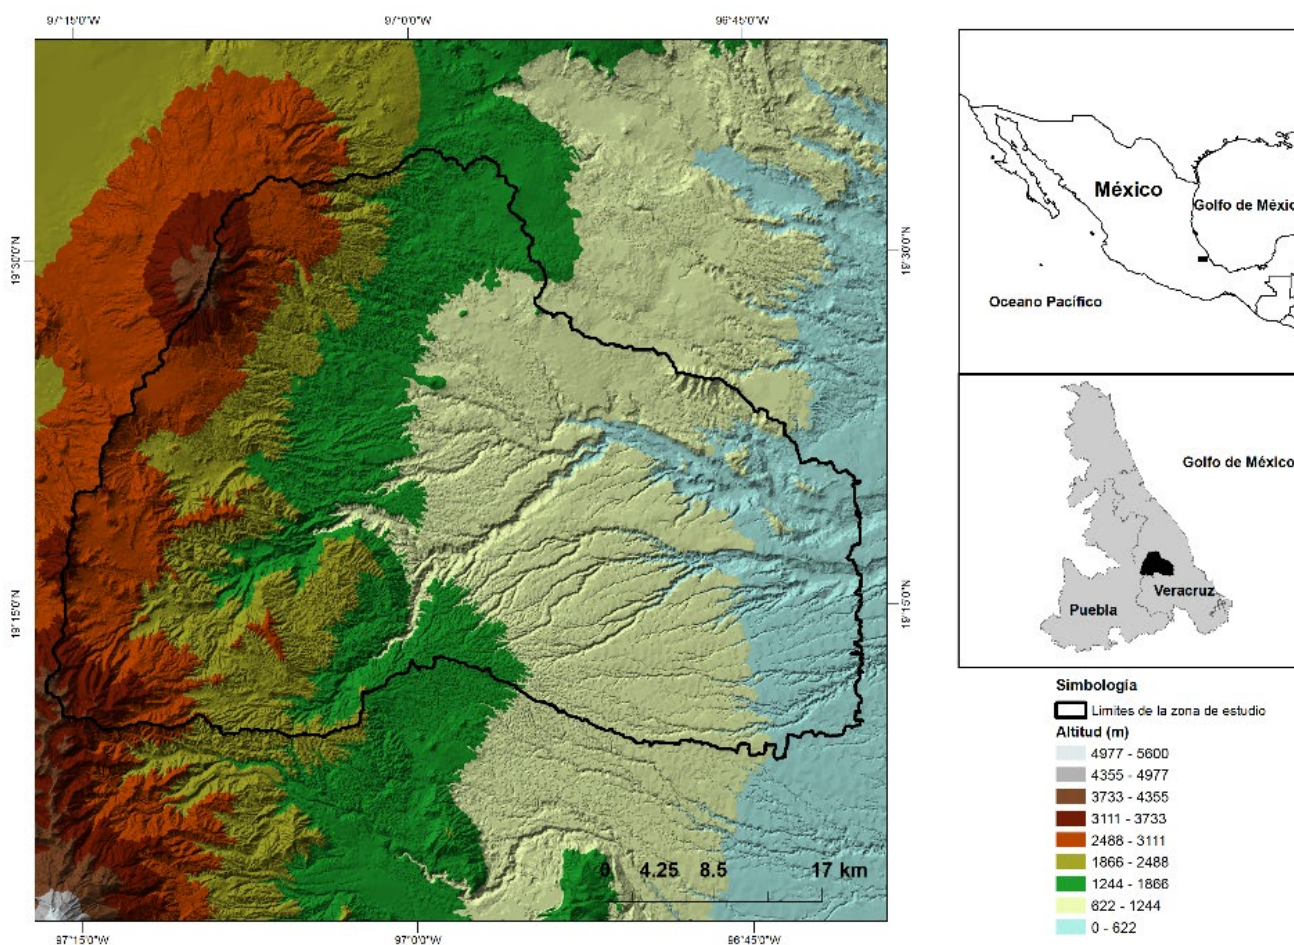 97°15'0"W 97°0'0"W 96°45'0"W
19°30'0"N
19°30'0"N
19°15'0"N
19°15'0"N
0 4.25 8.5 17 km
97°15'0"W 97°0'0"W 96°45'0"W
México
Golfo de Méxic
Oceano Pacífico
Golfo de México
Veracruz
Puebla
Simbología
Limites de la zona de estudio
Altitud (m)
4977 - 5600
4355 - 4977
3733 - 4355
3111 - 3733
2488 - 3111
1866 - 2488
1244 - 1866
622 - 1244
0 - 622